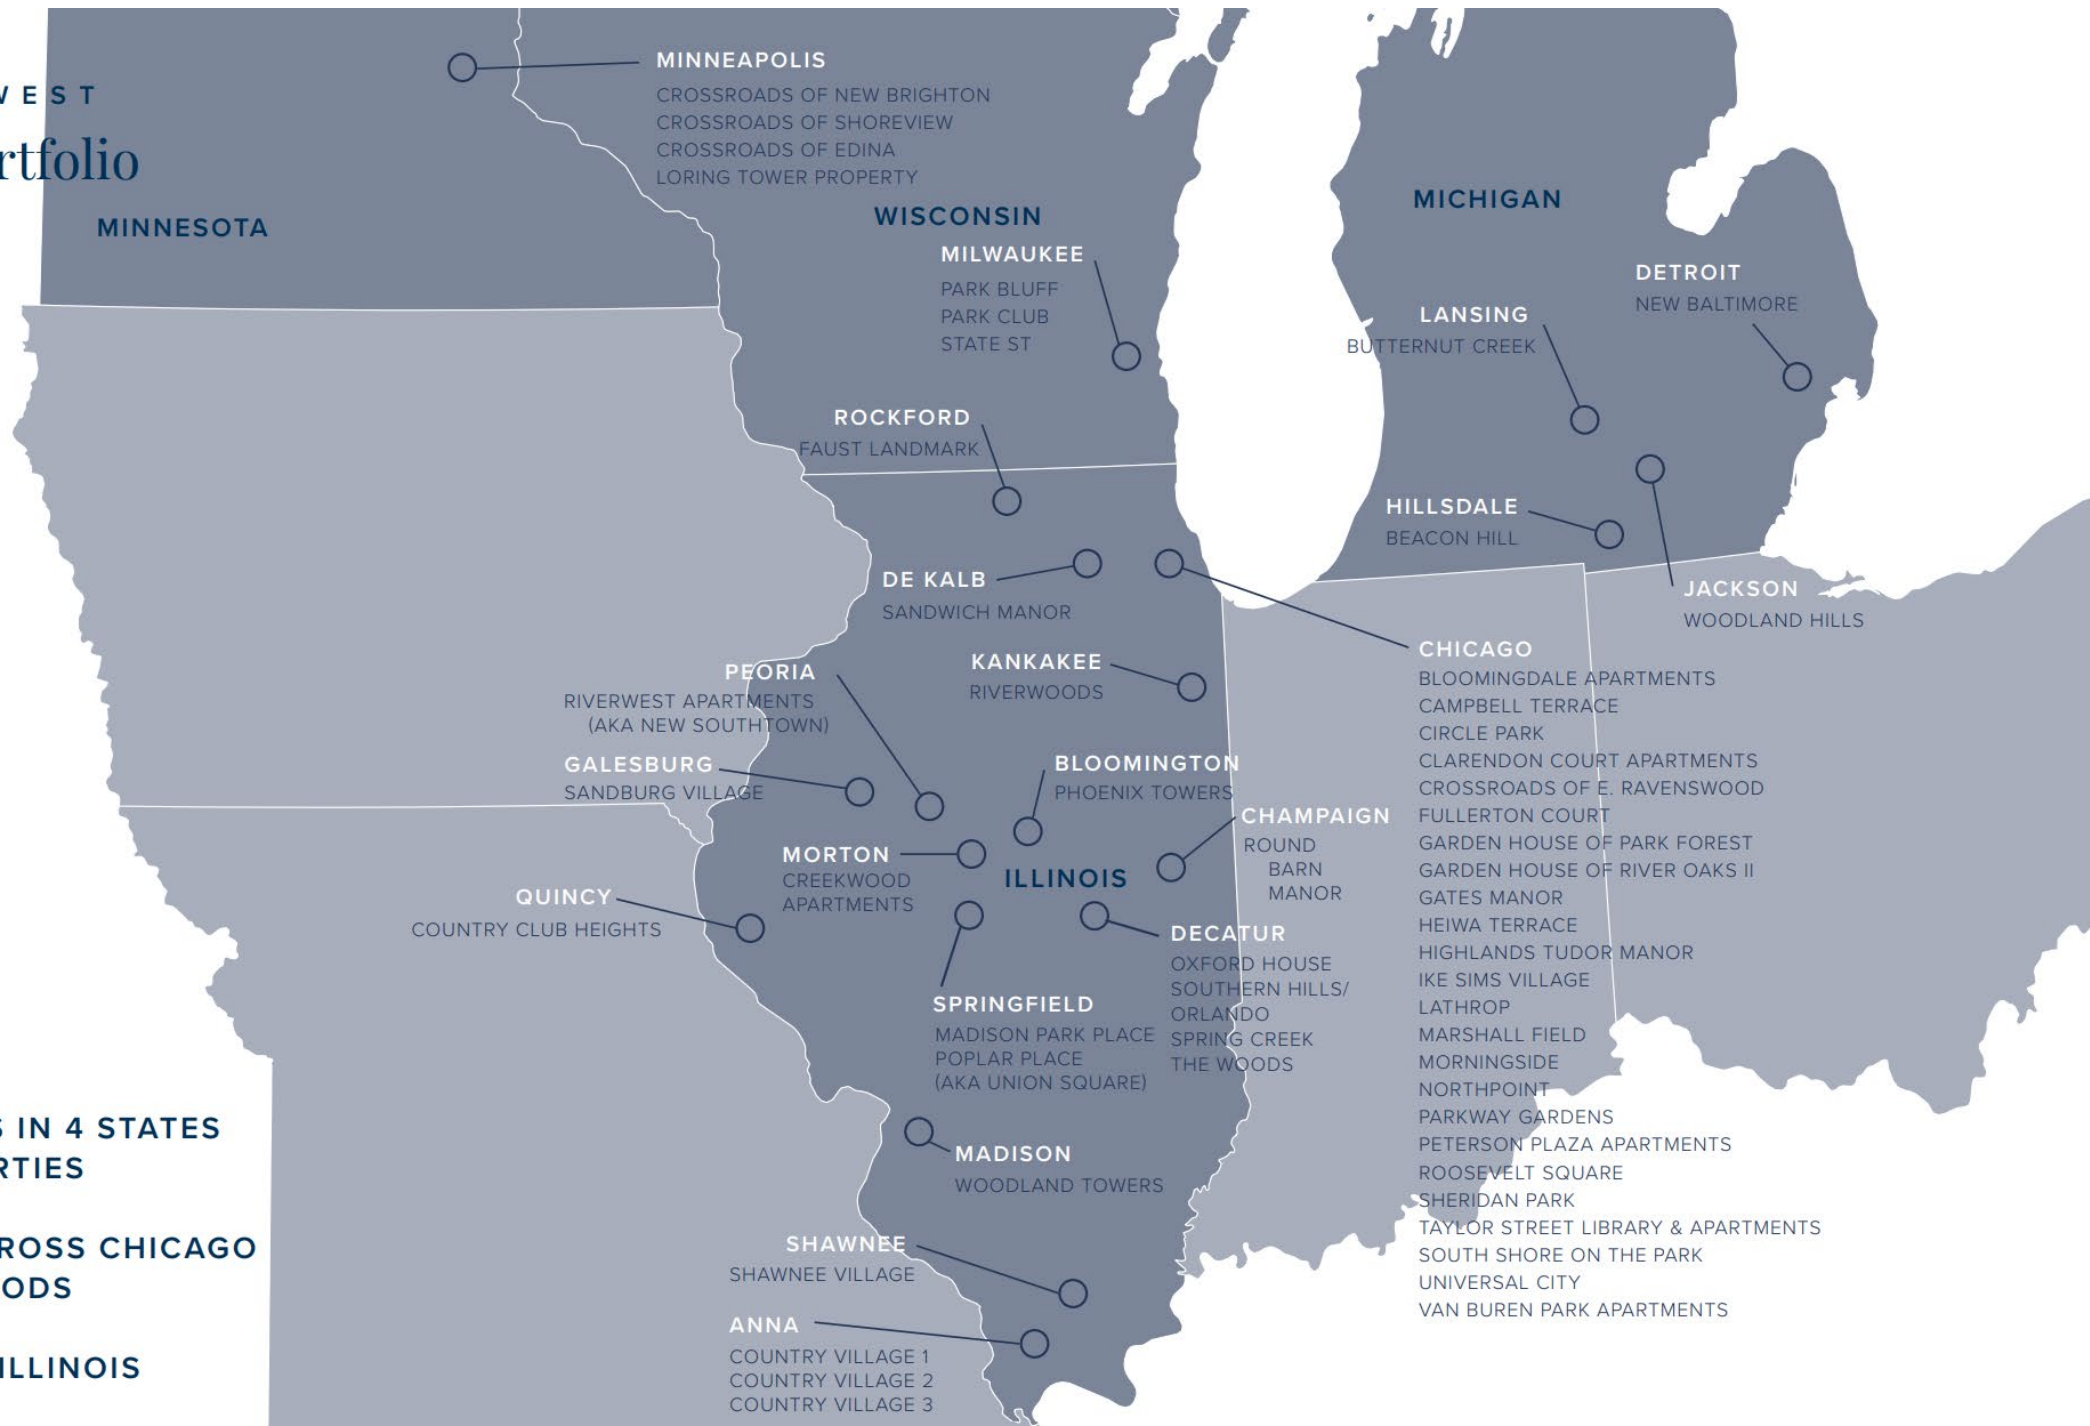 WEST
rtfolio
MINNESOTA
MINNEAPOLIS
CROSSROADS OF NEW BRIGHTON
CROSSROADS OF SHOREVIEW
CROSSROADS OF EDINA
LORING TOWER PROPERTY
WISCONSIN
MILWAUKEE
PARK BLUFF
PARK CLUB
STATE ST
MICHIGAN
DETROIT
NEW BALTIMORE
LANSING
BUTTERNUT CREEK
HILLSDALE
BEACON HILL
JACKSON
WOODLAND HILLS
ROCKFORD
FAUST LANDMARK
DE KALB
SANDWICH MANOR
KANKAKEE
RIVERWOODS
PEORIA
RIVERWEST APARTMENTS
(AKA NEW SOUTHTOWN)
GALESBURG
SANDBURG VILLAGE
BLOOMINGTON
PHOENIX TOWERS
CHAMPAIGN
ROUND
BARN
MANOR
MORTON
CREEKWOOD
APARTMENTS
ILLINOIS
QUINCY
COUNTRY CLUB HEIGHTS
DECATUR
OXFORD HOUSE
SOUTHERN HILLS/
ORLANDO
SPRING CREEK
THE WOODS
SPRINGFIELD
MADISON PARK PLACE
POPLAR PLACE
(AKA UNION SQUARE)
MADISON
WOODLAND TOWERS
SHAWNEE
SHAWNEE VILLAGE
ANNA
COUNTRY VILLAGE 1
COUNTRY VILLAGE 2
COUNTRY VILLAGE 3
CHICAGO
BLOOMINGDALE APARTMENTS
CAMPBELL TERRACE
CIRCLE PARK
CLARENDON COURT APARTMENTS
CROSSROADS OF E. RAVENSWOOD
FULLERTON COURT
GARDEN HOUSE OF PARK FOREST
GARDEN HOUSE OF RIVER OAKS II
GATES MANOR
HEIWA TERRACE
HIGHLANDS TUDOR MANOR
IKE SIMS VILLAGE
LATHROP
MARSHALL FIELD
MORNINGSIDE
NORTHPOINT
PARKWAY GARDENS
PETERSON PLAZA APARTMENTS
ROOSEVELT SQUARE
SHERIDAN PARK
TAYLOR STREET LIBRARY & APARTMENTS
SOUTH SHORE ON THE PARK
UNIVERSAL CITY
VAN BUREN PARK APARTMENTS
S IN 4 STATES
RTIES
ROSS CHICAGO
ODS
ILLINOIS